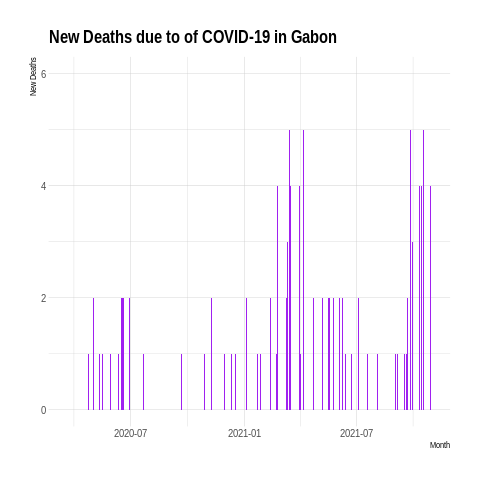 New Deaths due to of COVID-19 in Gabon
New Deaths
6
4
2
0
2020-07
2021-01
2021-07
Month